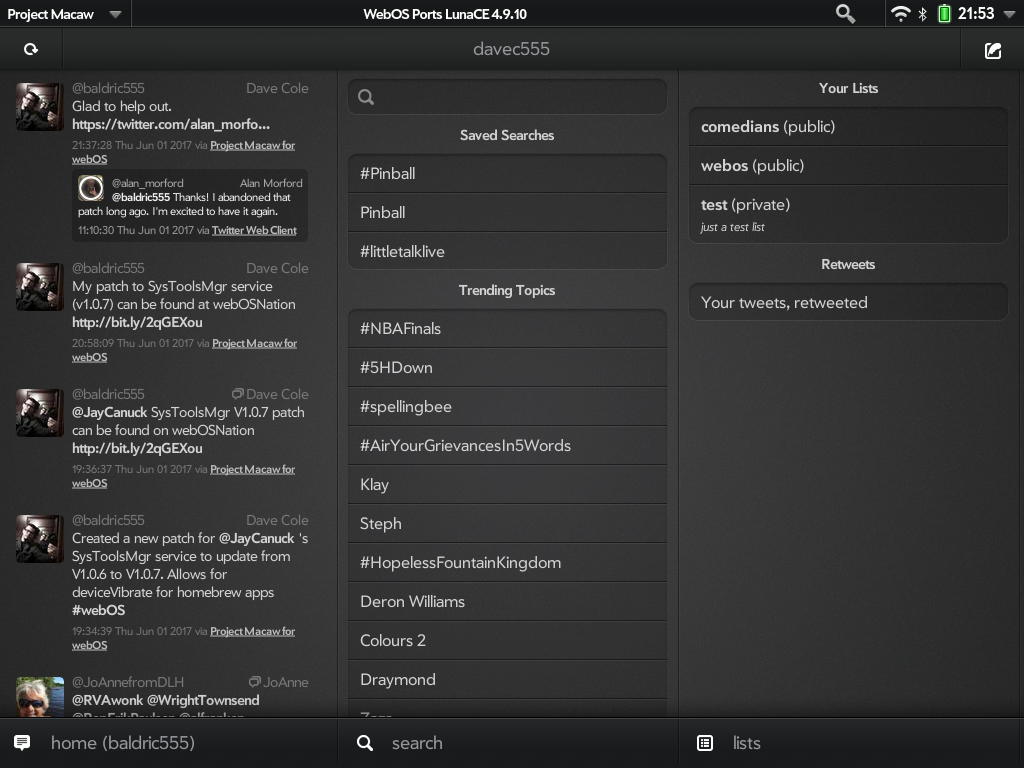 Project Macaw
WebOS Ports LunaCE 4.9.10
21:53
davec555
@baldric555 Dave Cole
Glad to help out.
https://twitter.com/alan_morfo...
21:37:28 Thu Jun 01 2017 via Project Macaw for
webOS
@alan_morford Alan Morford
@baldric555 Thanks! I abandoned that
patch long ago. I'm excited to have it again.
11:10:30 Thu Jun 01 2017 via Twitter Web Client
@baldric555 Dave Cole
My patch to SysToolsMgr service
(v1.0.7) can be found at webOSNation
http://bit.ly/2qGEXou
20:58:09 Thu Jun 01 2017 via Project Macaw for
webOS
@baldric555 Dave Cole
@JayCanuck SysToolsMgr V1.0.7 patch
can be found on webOSNation
http://bit.ly/2qGEXou
19:36:37 Thu Jun 01 2017 via Project Macaw for
webOS
@baldric555 Dave Cole
Created a new patch for @JayCanuck 's
SysToolsMgr service to update from
V1.0.6 to V1.0.7. Allows for
deviceVibrate for homebrew apps
#webOS
19:34:39 Thu Jun 01 2017 via Project Macaw for
webOS
@JoAnnefromDLH JoAnne
@RVAwonk @WrightTownsend
home (baldric555)
Saved Searches
#Pinball
Pinball
#littletalklive
Trending Topics
#NBAFinals
#5HDown
#spellingbee
#AirYourGrievancesIn5Words
Klay
Steph
#HopelessFountainKingdom
Deron Williams
Colours 2
Draymond
search
Your Lists
comedians (public)
webos (public)
test (private)
just a test list
Retweets
Your tweets, retweeted
lists